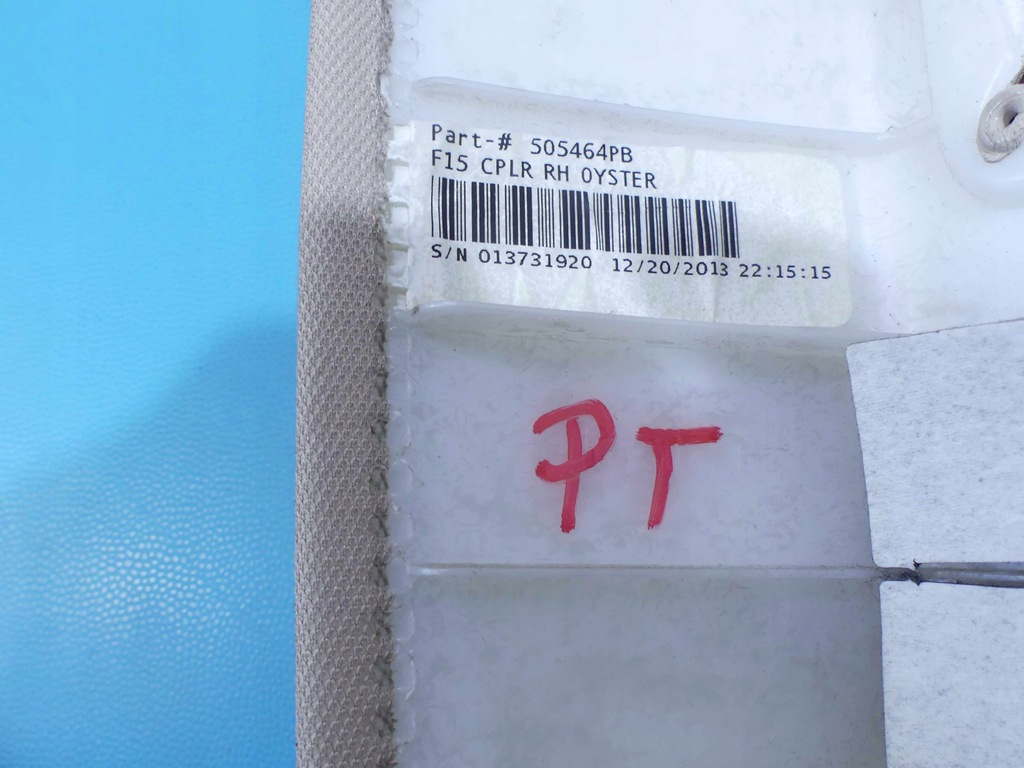 Part-# 505464PB
F15 CPLR RH OYSTER
S/N 013731920 12/20/2013 22:15:15
PT